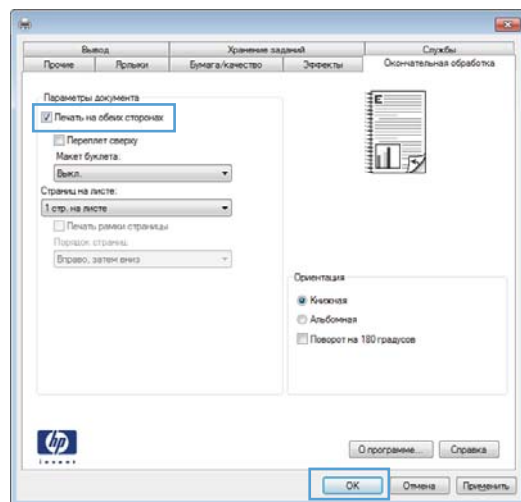 Вывод Хранение заданий Службы
Прочие Ярлыки Бумага/качество Эффекты Окончательная обработка
Параметры документа
Печать на обеих сторонах
Переплет сверху
Макет буклета:
Выкл.
Страниц на листе:
1 стр. на листе
Печать рамки страницы
Порядок страниц:
Вправо, затем вниз
E
Ориентация
Книжная
Альбомная
Поворот на 180 градусов
hp
invent
О программе... Справка
OK Отмена Применить